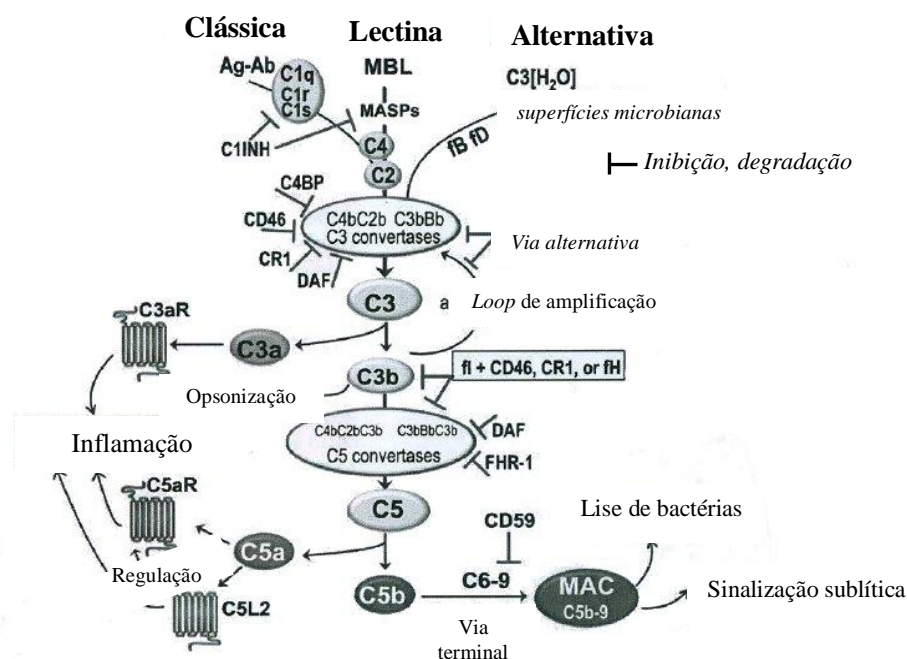 Clássica
Lectina
Alternativa
Ag-Ab
C1q
C1r
C1s
MBL
MASPs
C3[H₂O]
superfícies microbianas
C1INH
C4
C2
fB fD
Inibição, degradação
C4BP
CD46
CR1
DAF
C4bC2b C3bBb
C3 convertases
Via alternativa
C3
a
Loop de amplificação
C3aR
C3a
C3b
fI + CD46, CR1, or fH
Opsonização
C4bC2bC3b C3bBbC3b
C5 convertases
DAF
FHR-1
Inflamação
C5aR
C5
CD59
Lise de bactérias
C5a
Regulação
C5L2
C5b
C6-9
MAC
C5b-9
Sinalização sublítica
Via
terminal